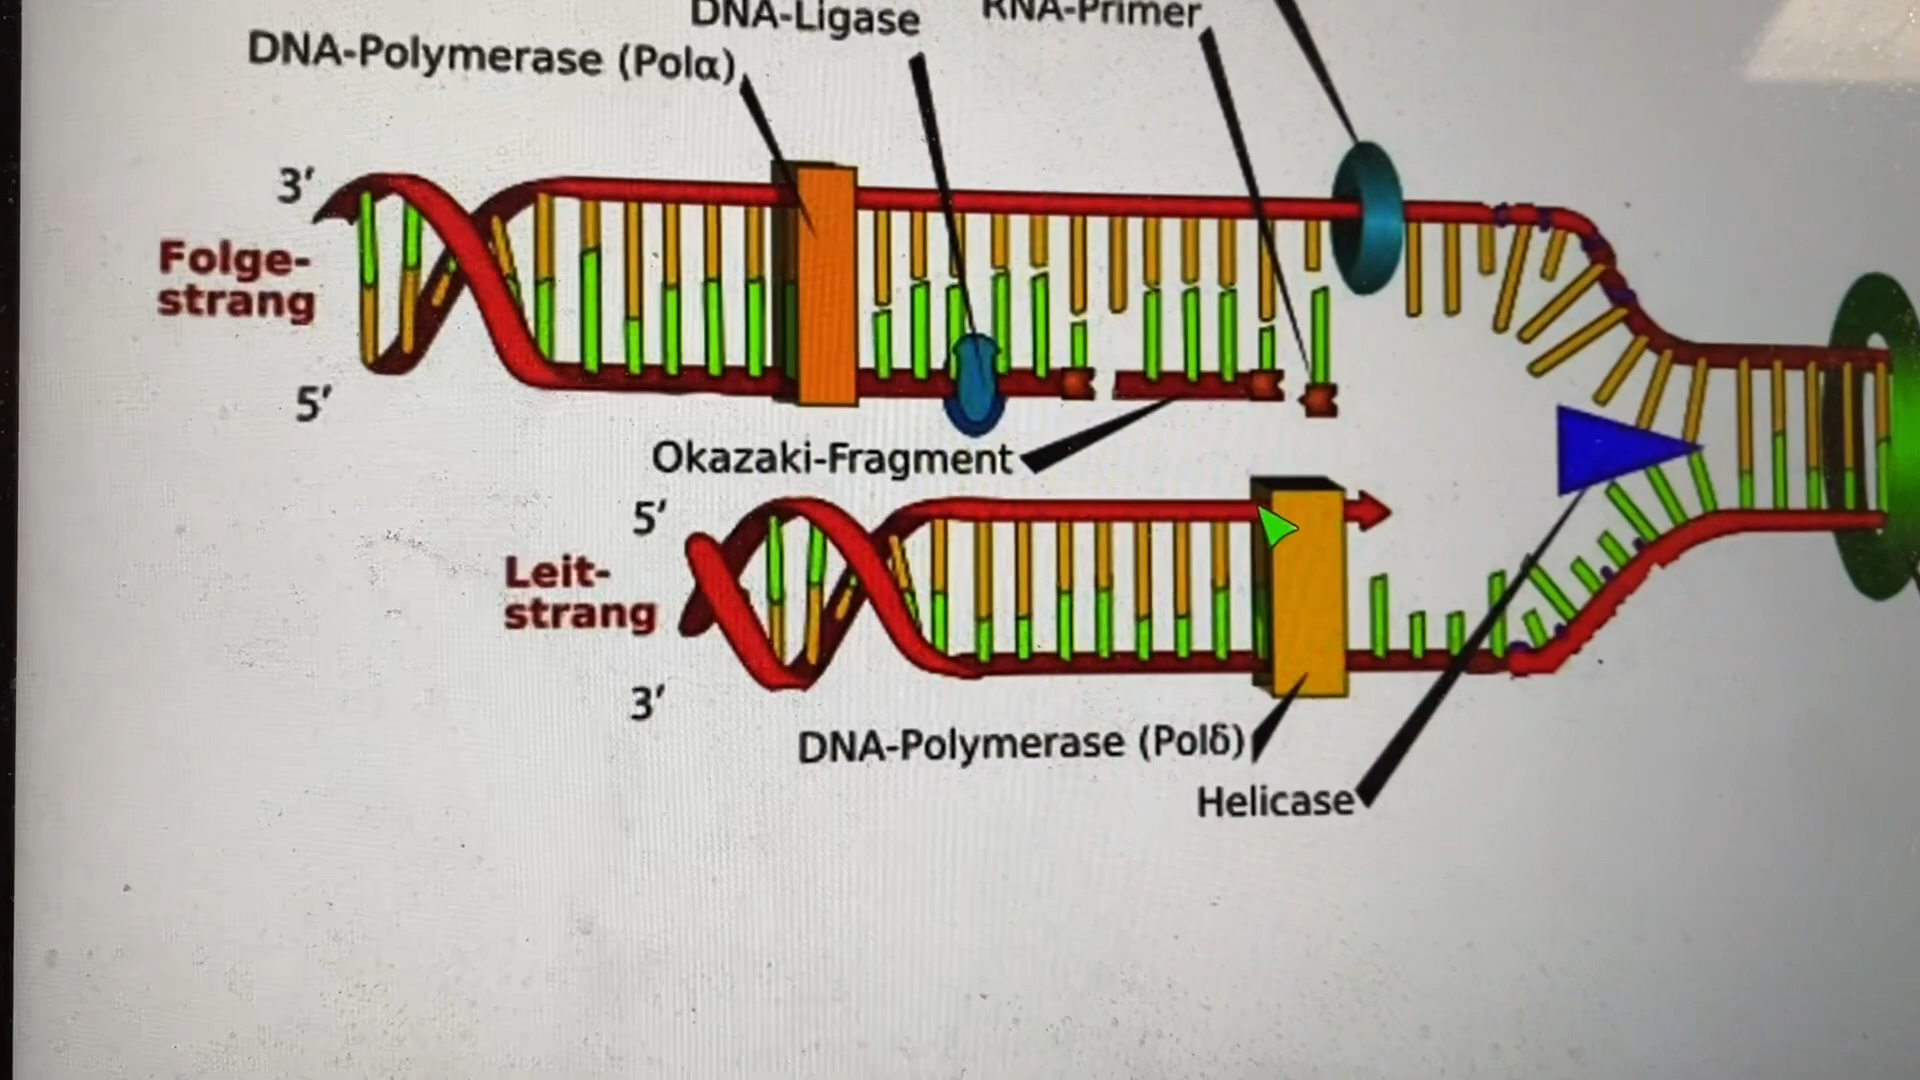 DNA-Ligase
RNA-Primer
DNA-Polymerase (Polα)
3′
Folge-
strang
5′
Okazaki-Fragment
5′
Leit-
strang
3′
DNA-Polymerase (Polδ)
Helicase